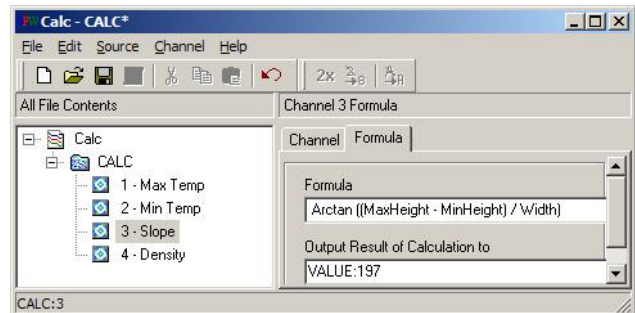 Calc - CALC*
File Edit Source Channel Help
2x
All File Contents
Channel 3 Formula
Calc
CALC
1 - Max Temp
2 - Min Temp
3 - Slope
4 - Density
Channel Formula
Formula
Arctan ((MaxHeight - MinHeight) / Width)
Output Result of Calculation to
VALUE:197
CALC:3